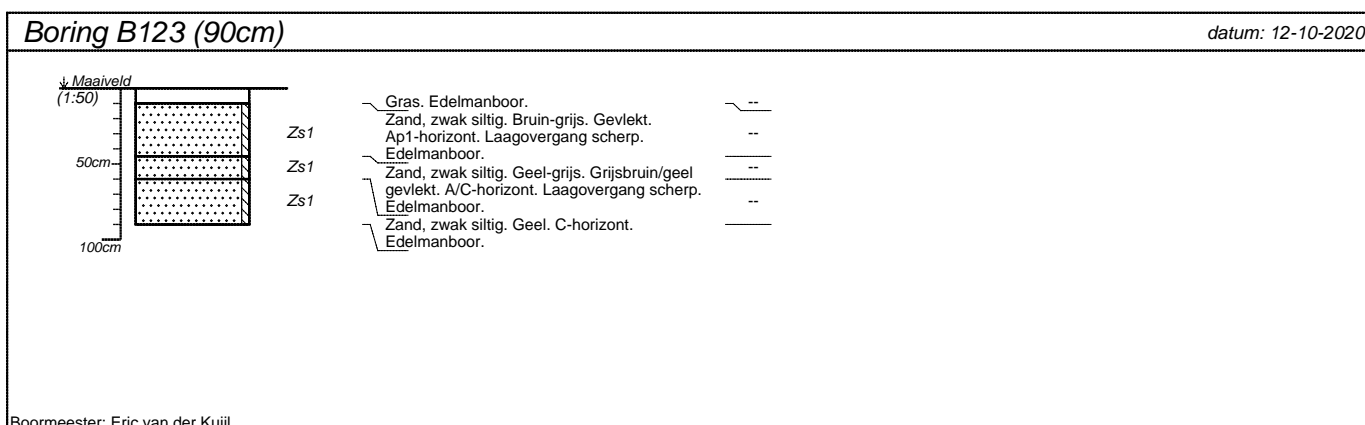 Boring B123 (90cm)
datum: 12-10-2020
Maaiveld
(1:50)
50cm
100cm
Zs1
Zs1
Zs1
Gras. Edelmanboor.
Zand, zwak siltig. Bruin-grijs. Gevlekt.
Ap1-horizont. Laagovergang scherp.
Edelmanboor.
Zand, zwak siltig. Geel-grijs. Grijsbruin/geel
gevlekt. A/C-horizont. Laagovergang scherp.
Edelmanboor.
Zand, zwak siltig. Geel. C-horizont.
Edelmanboor.
--
--
--
--
Boormeester: Eric van der Kuijl